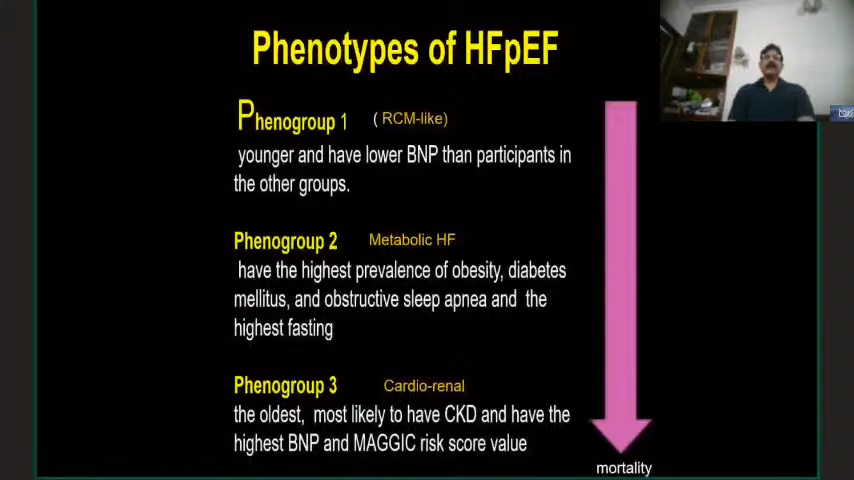 Phenotypes of HFpEF
Phenogroup 1 ( RCM-like)
younger and have lower BNP than participants in
the other groups.
Phenogroup 2 Metabolic HF
have the highest prevalence of obesity, diabetes
mellitus, and obstructive sleep apnea and the
highest fasting
Phenogroup 3 Cardio-renal
the oldest, most likely to have CKD and have the
highest BNP and MAGGIC risk score value
mortality